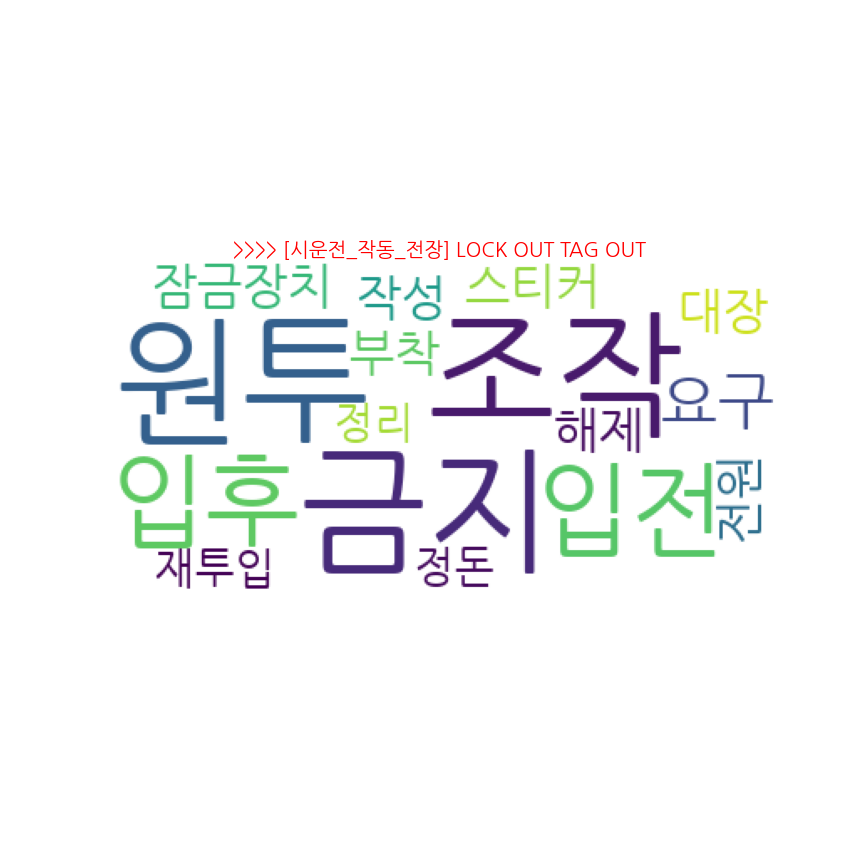 >>>> [시운전_작동_전장] LOCK OUT TAG OUT
잠금장치 작성 스티커 대장
원투 부착 조작 요구
정리 해제
입후 금지 입전 전원
재투입 정돈